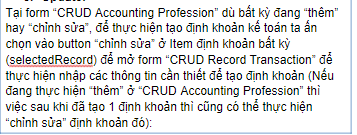 Tại form “CRUD Accounting Profession” dù bất kỳ đang “thêm”
hay “chỉnh sửa”, để thực hiện tạo định khoản kế toán ta ấn
chọn vào button “chỉnh sửa” ở Item định khoản bất kỳ
(selectedRecord) để mở form “CRUD Record Transaction” để
thực hiện nhập các thông tin cần thiết để tạo định khoản (Nếu
đang thực hiện “thêm” ở “CRUD Accounting Profession” thì
việc sau khi đã tạo 1 định khoản thì cũng có thể thực hiện
“chỉnh sửa” định khoản đó):